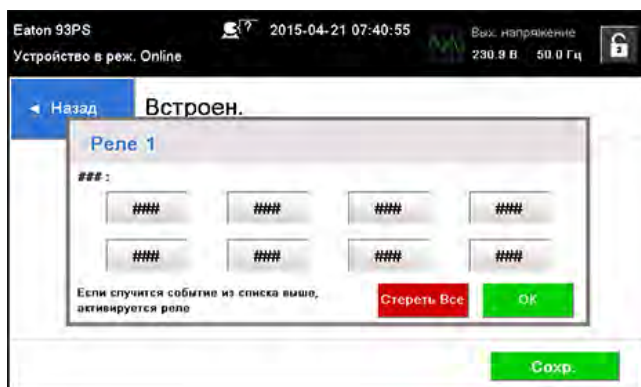 Eaton 93PS
2015-04-21 07:40:55
Вых. напряжение
Устройство в реж. Online
230.9 В 50.0 Гц
◄ Назад
Встроен.
Реле 1
### :
### ### ### ###
### ### ### ###
Если случится событие из списка выше,
активируется реле
Стереть Все
OK
Сохр.